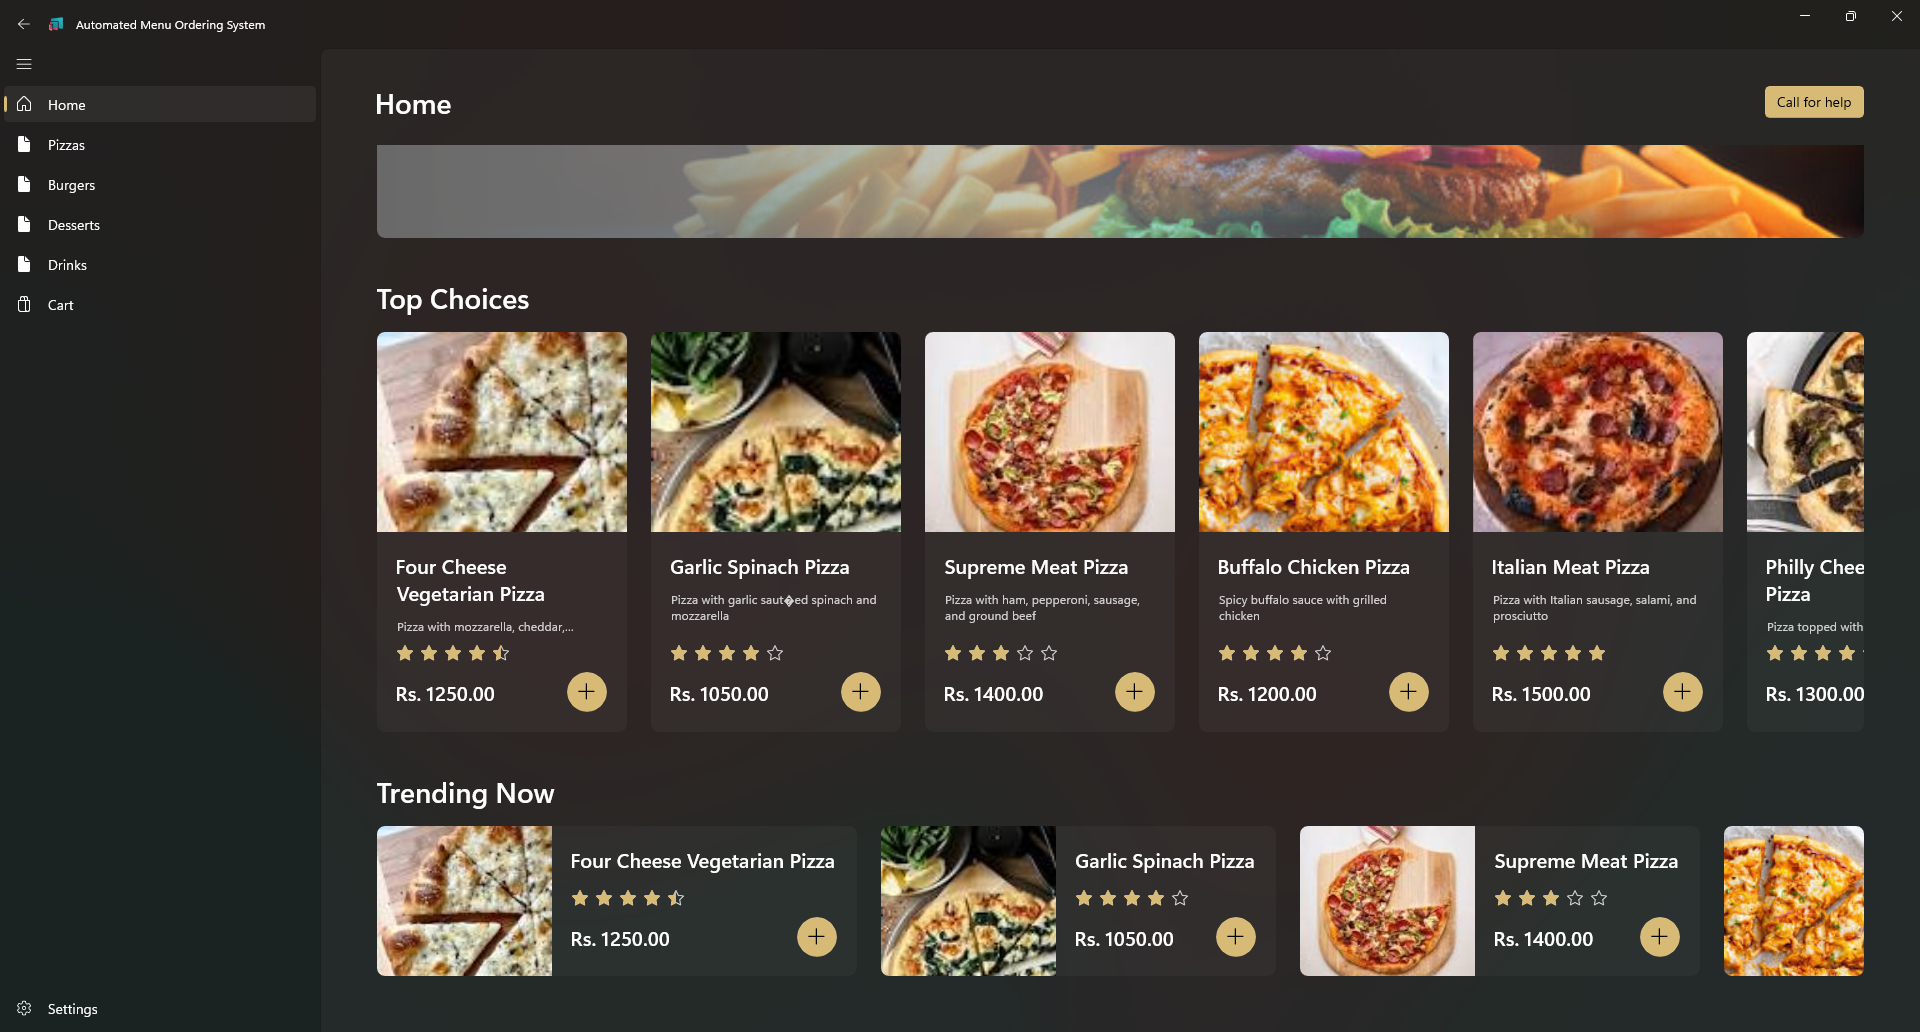 Automated Menu Ordering System
Home
Pizzas
Burgers
Desserts
Drinks
Cart
Settings
Home
Call for help
Top Choices
Four Cheese
Vegetarian Pizza
Pizza with mozzarella, cheddar,...
Rs. 1250.00
Garlic Spinach Pizza
Pizza with garlic saut�ed spinach and
mozzarella
Rs. 1050.00
Supreme Meat Pizza
Pizza with ham, pepperoni, sausage,
and ground beef
Rs. 1400.00
Buffalo Chicken Pizza
Spicy buffalo sauce with grilled
chicken
Rs. 1200.00
Italian Meat Pizza
Pizza with Italian sausage, salami, and
prosciutto
Rs. 1500.00
Philly Chee
Pizza
Pizza topped with
Rs. 1300.00
Trending Now
Four Cheese Vegetarian Pizza
Rs. 1250.00
Garlic Spinach Pizza
Rs. 1050.00
Supreme Meat Pizza
Rs. 1400.00